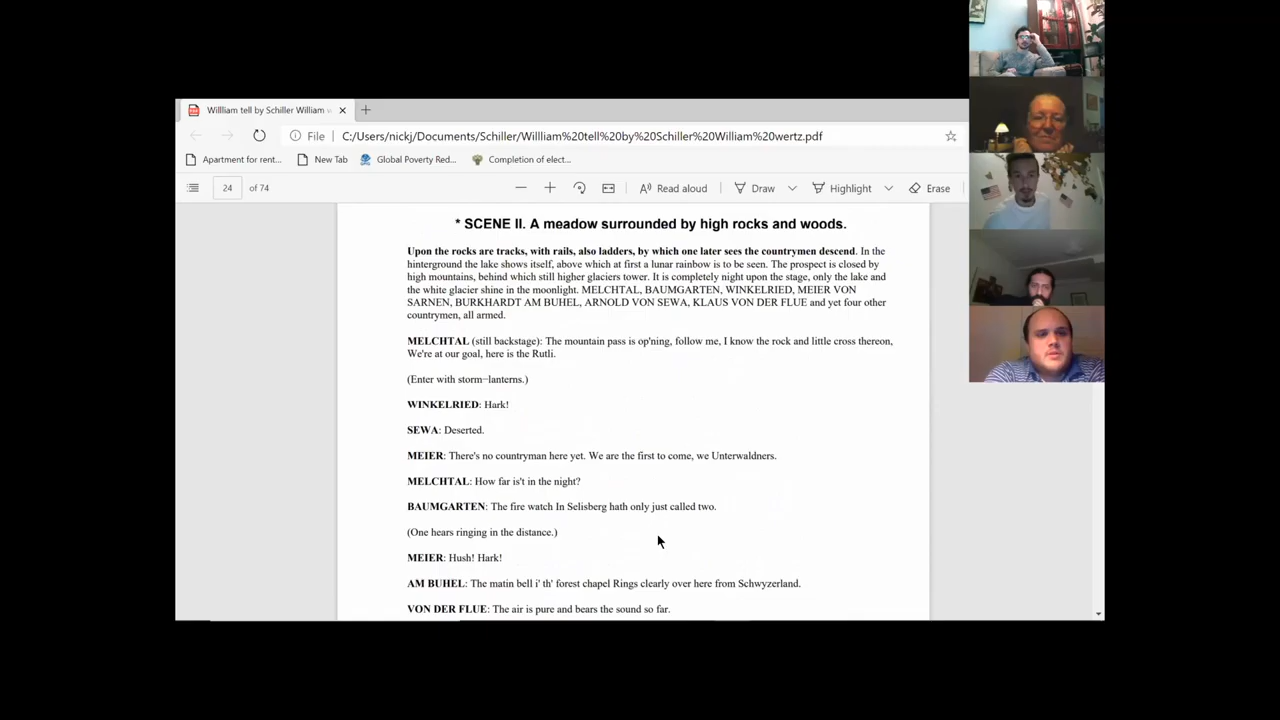 Willliam tell by Schiller William w
File C:/Users/nickj/Documents/Schiller/Willliam%20tell%20by%20Schiller%20William%20wertz.pdf
Apartment for rent... New Tab Global Poverty Red... Completion of elect...
24 of 74 Read aloud Draw Highlight Erase
* SCENE II. A meadow surrounded by high rocks and woods.
Upon the rocks are tracks, with rails, also ladders, by which one later sees the countrymen descend. In the
hinterground the lake shows itself, above which at first a lunar rainbow is to be seen. The prospect is closed by
high mountains, behind which still higher glaciers tower. It is completely night upon the stage, only the lake and
the white glacier shine in the moonlight. MELCHTAL, BAUMGARTEN, WINKELRIED, MEIER VON
SARNEN, BURKHARDT AM BUHEL, ARNOLD VON SEWA, KLAUS VON DER FLUE and yet four other
countrymen, all armed.
MELCHTAL (still backstage): The mountain pass is op'ning, follow me, I know the rock and little cross thereon,
We're at our goal, here is the Rutli.
(Enter with storm−lanterns.)
WINKELRIED: Hark!
SEWA: Deserted.
MEIER: There's no countryman here yet. We are the first to come, we Unterwaldners.
MELCHTAL: How far is't in the night?
BAUMGARTEN: The fire watch In Selisberg hath only just called two.
(One hears ringing in the distance.)
MEIER: Hush! Hark!
AM BUHEL: The matin bell i' th' forest chapel Rings clearly over here from Schwyzerland.
VON DER FLUE: The air is pure and bears the sound so far.